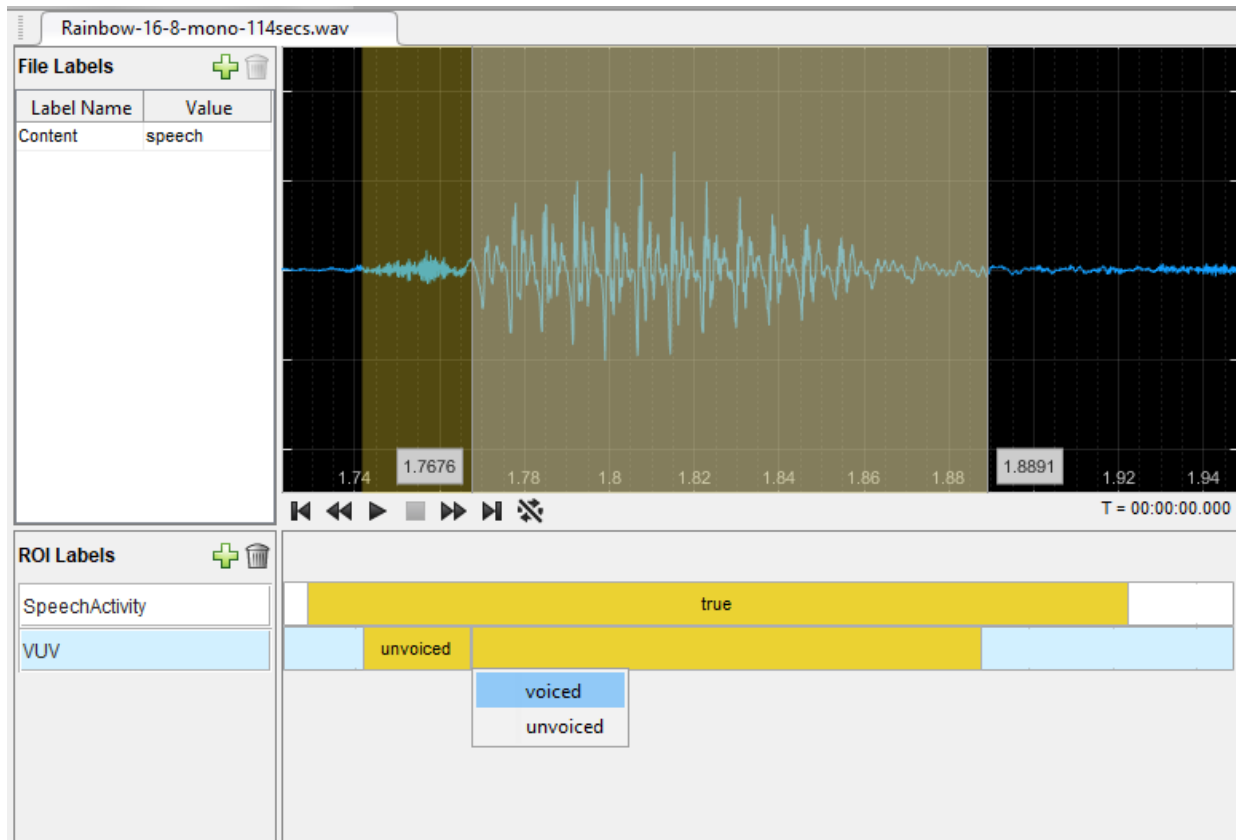 Rainbow-16-8-mono-114secs.wav
File Labels
Label Name Value
Content speech
1.74 1.7676 1.78 1.8 1.82 1.84 1.86 1.88 1.8891 1.92 1.94
T = 00:00:00.000
ROI Labels
SpeechActivity true
VUV unvoiced
voiced
unvoiced